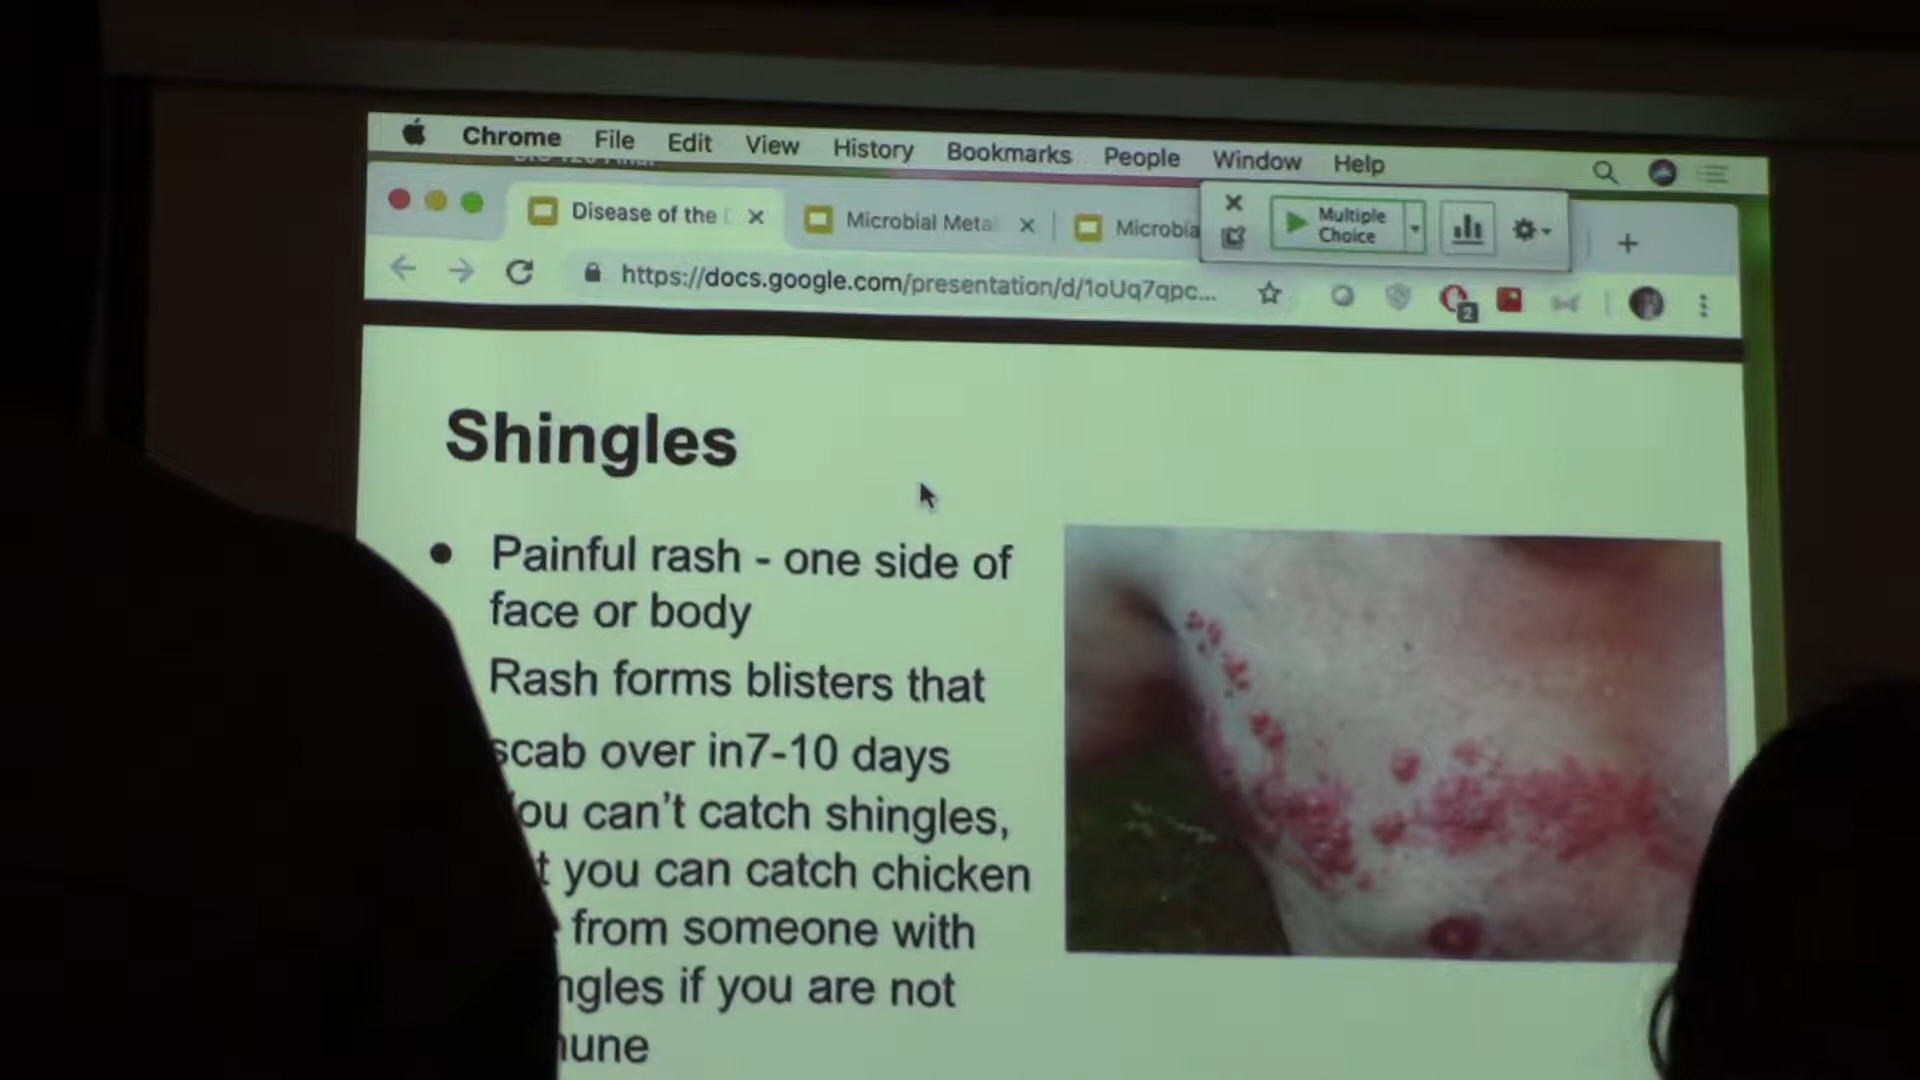 Chrome File Edit View History Bookmarks People Window Help
Disease of the
Microbial Meta
Microbia
Multiple
Choice
https://docs.google.com/presentation/d/1oUq7qpc...
2
Shingles
● Painful rash - one side of
face or body
Rash forms blisters that
scab over in7-10 days
ou can't catch shingles,
t you can catch chicken
from someone with
ngles if you are not
une